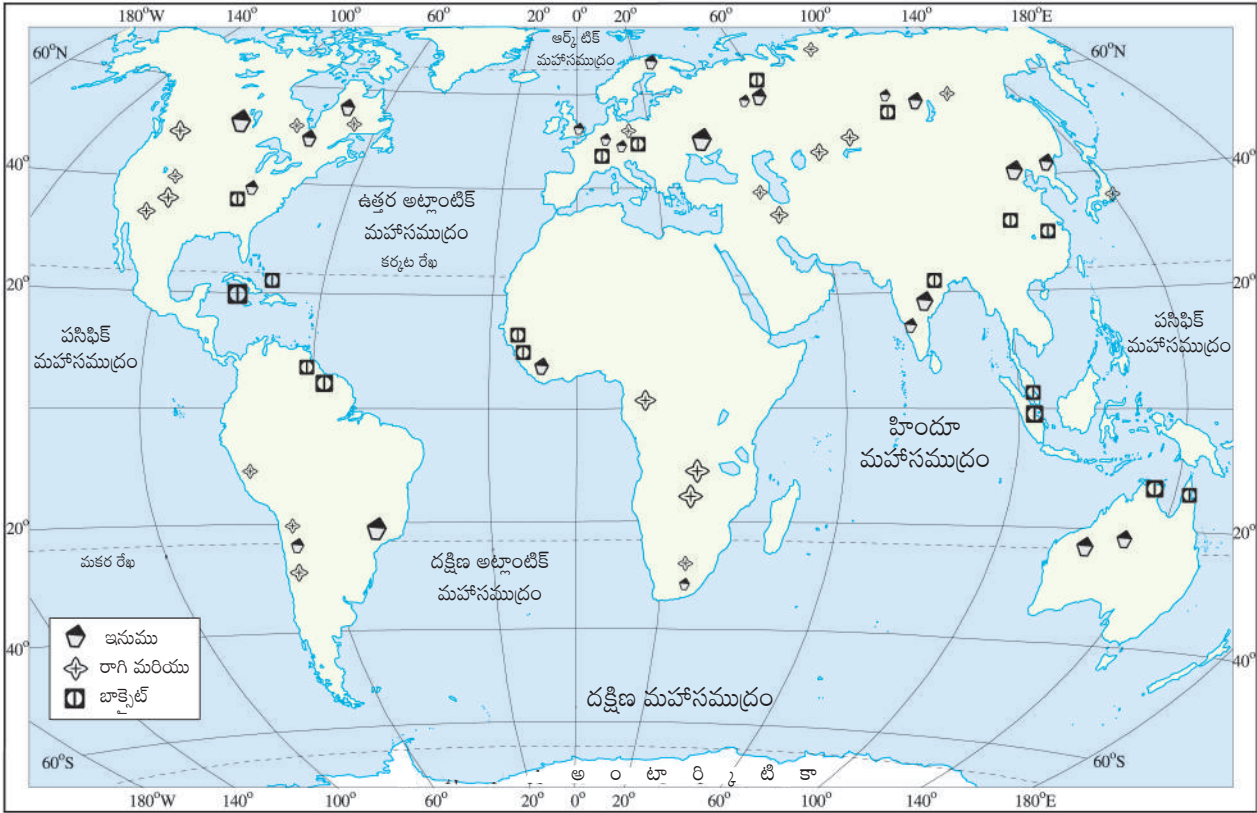 180°W 140° 100° 60° 20° 0° 20° 60° 100° 140° 180°E
60°N
60°N
ఆర్క్ టిక్
మహాసముద్రం
40°
40°
ఉత్తర అట్లాంటిక్
మహాసముద్రం
కర్కట రేఖ
20°
20°
పసిఫిక్
మహాసముద్రం
పసిఫిక్
మహాసముద్రం
హిందూ
మహాసముద్రం
20°
20°
మకర రేఖ
దక్షిణ అట్లాంటిక్
మహాసముద్రం
ఇనుము
రాగి మరియు
బాక్సైట్
40°
40°
దక్షిణ మహాసముద్రం
60°S
60°S
అం టా ర్కి టి కా
180°W 140° 100° 60° 20° 0° 20° 60° 100° 140° 180°E